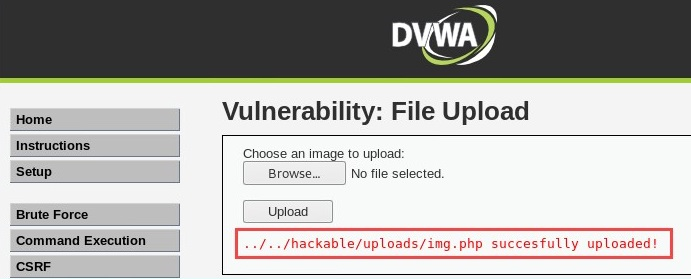 DVWA
Vulnerability: File Upload
Home
Instructions
Setup
Brute Force
Command Execution
CSRF
Choose an image to upload:
Browse... No file selected.
Upload
../../hackable/uploads/img.php succesfully uploaded!